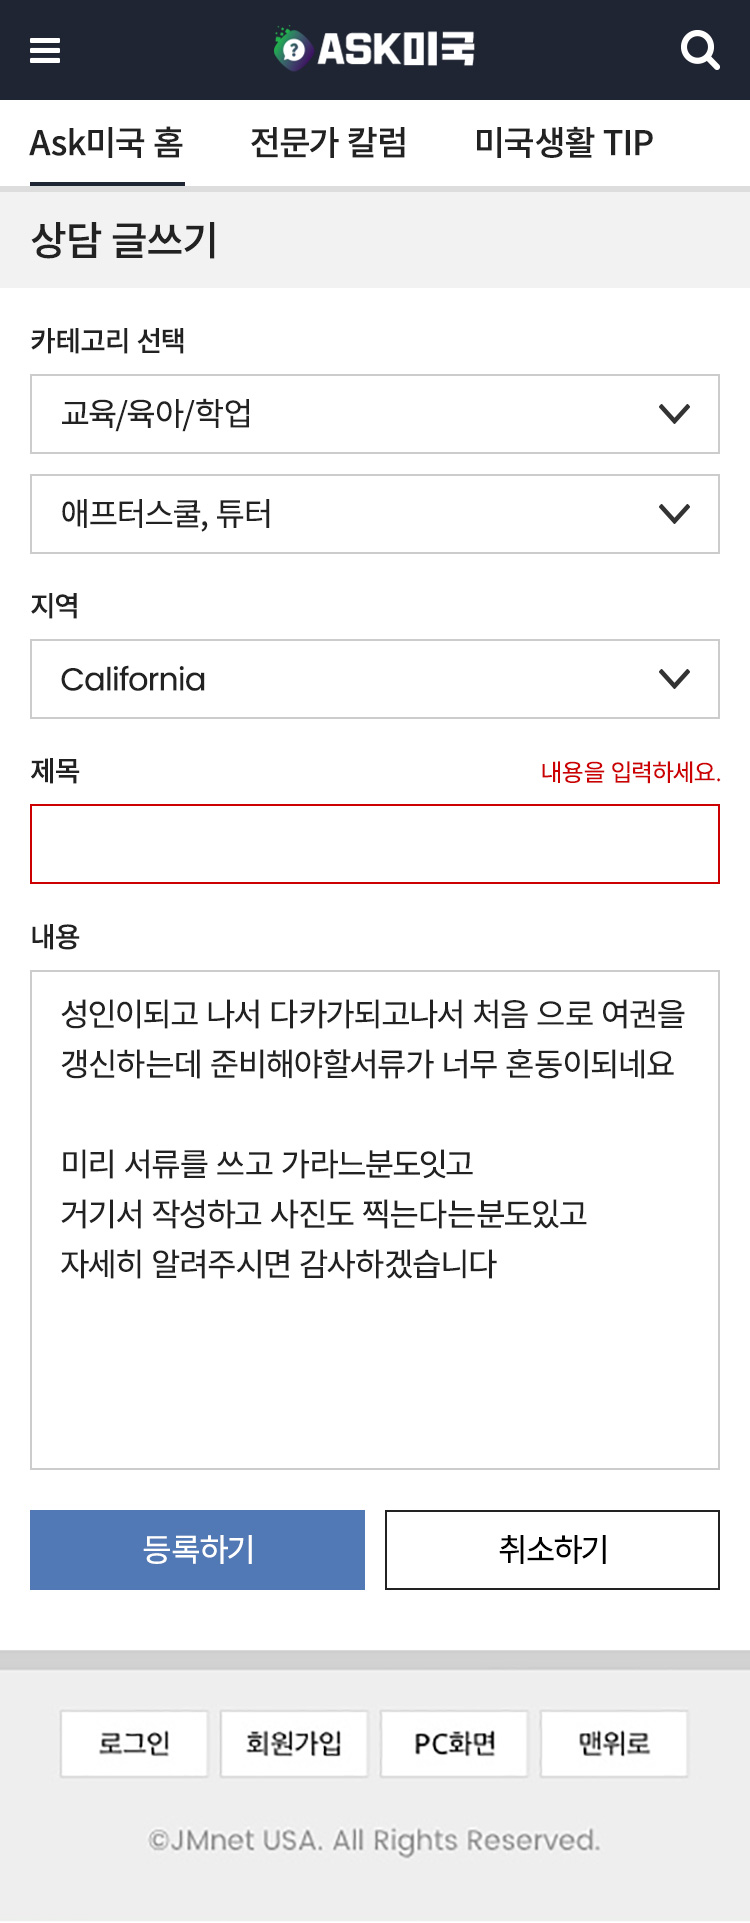 ASK미국
Ask미국 홈 전문가 칼럼 미국생활 TIP
상담 글쓰기
카테고리 선택
교육/육아/학업
애프터스쿨, 튜터
지역
California
제목 내용을 입력하세요.
내용
성인이되고 나서 다카가되고나서 처음 으로 여권을
갱신하는데 준비해야할서류가 너무 혼동이되네요
미리 서류를 쓰고 가라느분도잇고
거기서 작성하고 사진도 찍는다는분도있고
자세히 알려주시면 감사하겠습니다
등록하기 취소하기
로그인 회원가입 PC화면 맨위로
©JMnet USA. All Rights Reserved.